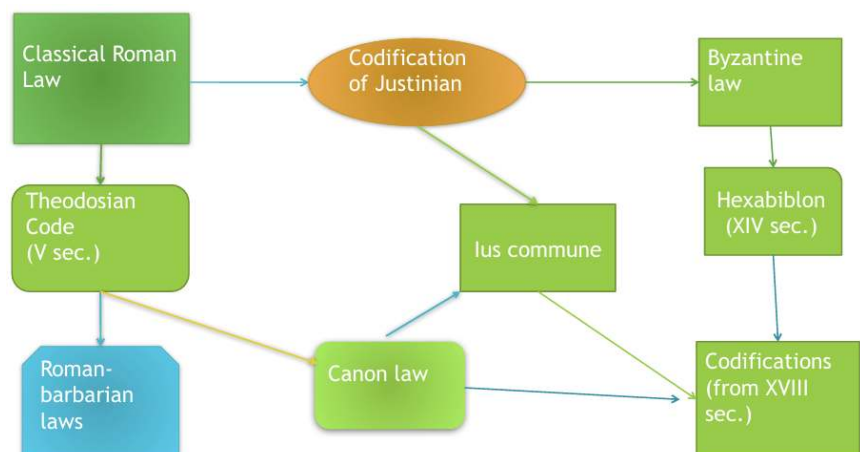 Classical Roman
Law
Codification
of Justinian
Byzantine
law
Theodosian
Code
(V sec.)
Ius commune
Hexabiblon
(XIV sec.)
Roman-
barbarian
laws
Canon law
Codifications
(from XVIII
sec.)